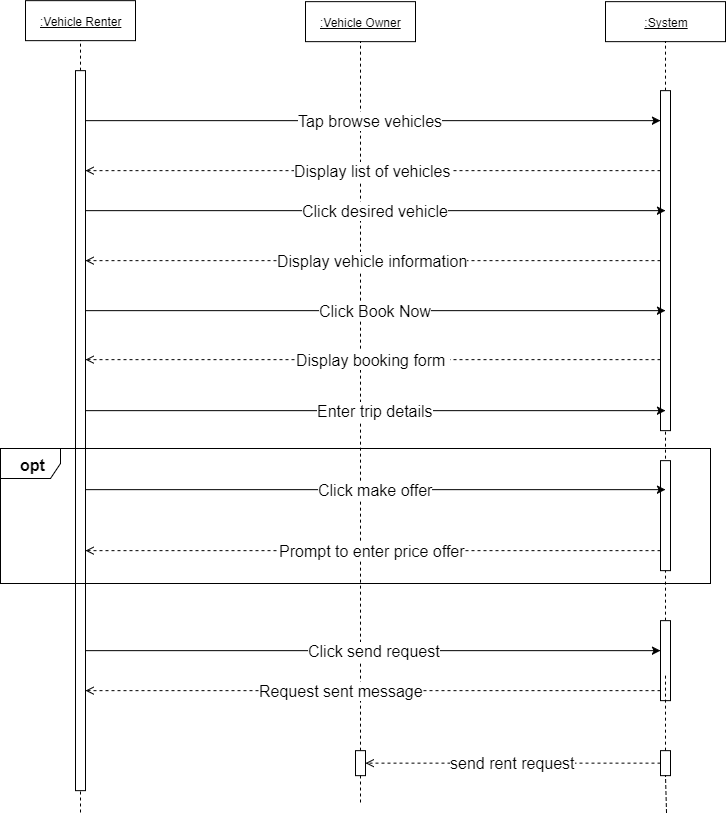 :Vehicle Renter
:Vehicle Owner
:System
Tap browse vehicles
Display list of vehicles
Click desired vehicle
Display vehicle information
Click Book Now
Display booking form
Enter trip details
opt
Click make offer
Prompt to enter price offer
Click send request
Request sent message
send rent request